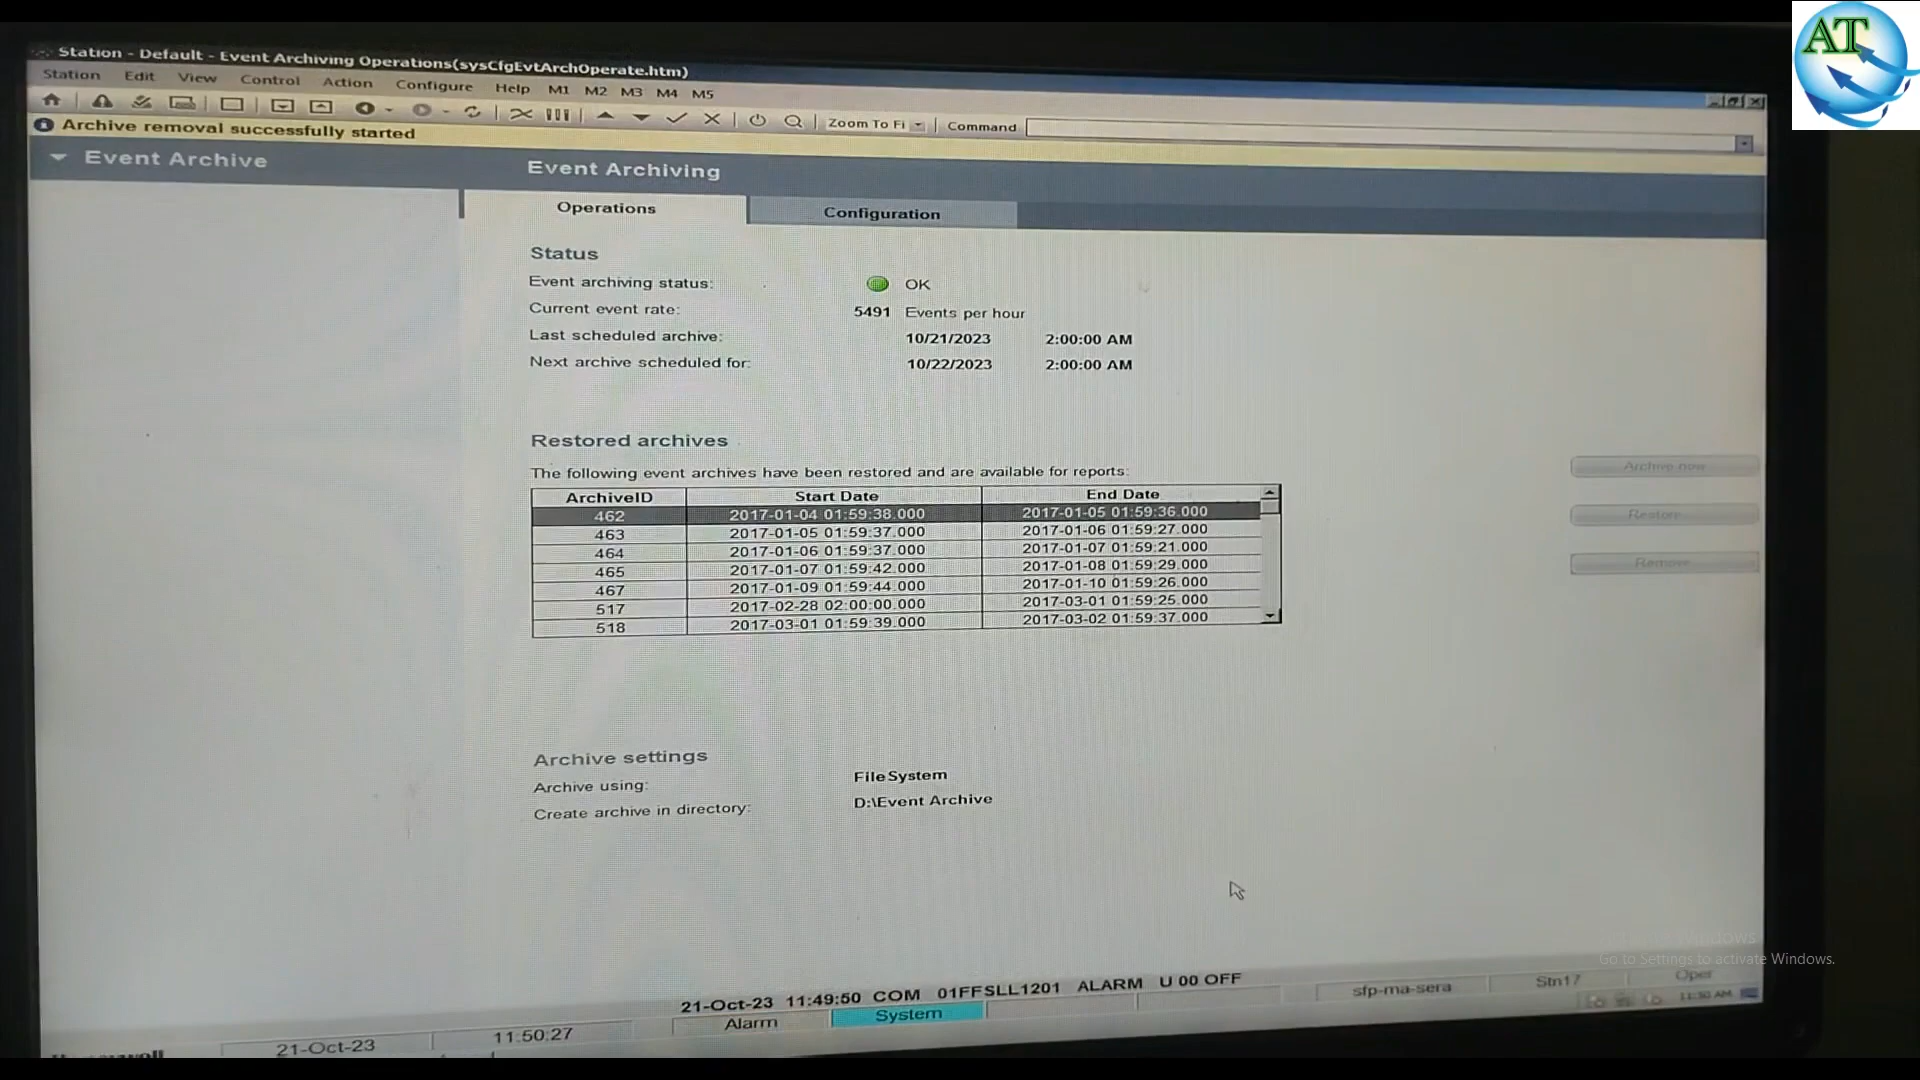 AT
Station - Default - Event Archiving Operations(sysCfgEvtArchOperate.htm)
Station Edit View Control Action Configure Help M1 M2 M3 M4 M5
Zoom To Fi Command
Archive removal successfully started
Event Archive
Event Archiving
Operations Configuration
Status
Event archiving status: OK
Current event rate: 5491 Events per hour
Last scheduled archive: 10/21/2023 2:00:00 AM
Next archive scheduled for: 10/22/2023 2:00:00 AM
Restored archives
The following event archives have been restored and are available for reports:
ArchiveID Start Date End Date
462 2017-01-04 01:59:38.000 2017-01-05 01:59:36.000
463 2017-01-05 01:59:37.000 2017-01-06 01:59:27.000
464 2017-01-06 01:59:37.000 2017-01-07 01:59:21.000
465 2017-01-07 01:59:42.000 2017-01-08 01:59:29.000
467 2017-01-09 01:59:44.000 2017-01-10 01:59:26.000
517 2017-02-28 02:00:00.000 2017-03-01 01:59:25.000
518 2017-03-01 01:59:39.000 2017-03-02 01:59:37.000
Archive now
Restore
Remove
Archive settings
Archive using: FileSystem
Create archive in directory: D:\Event Archive
Windows
Go to Settings to activate Windows.
21-Oct-23 11:49:50 COM 01FFSLL1201 ALARM U 00 OFF
sfp-ma-sera Stn17 Oper
Alarm System
11:50 AM
21-Oct-23 11:50:27